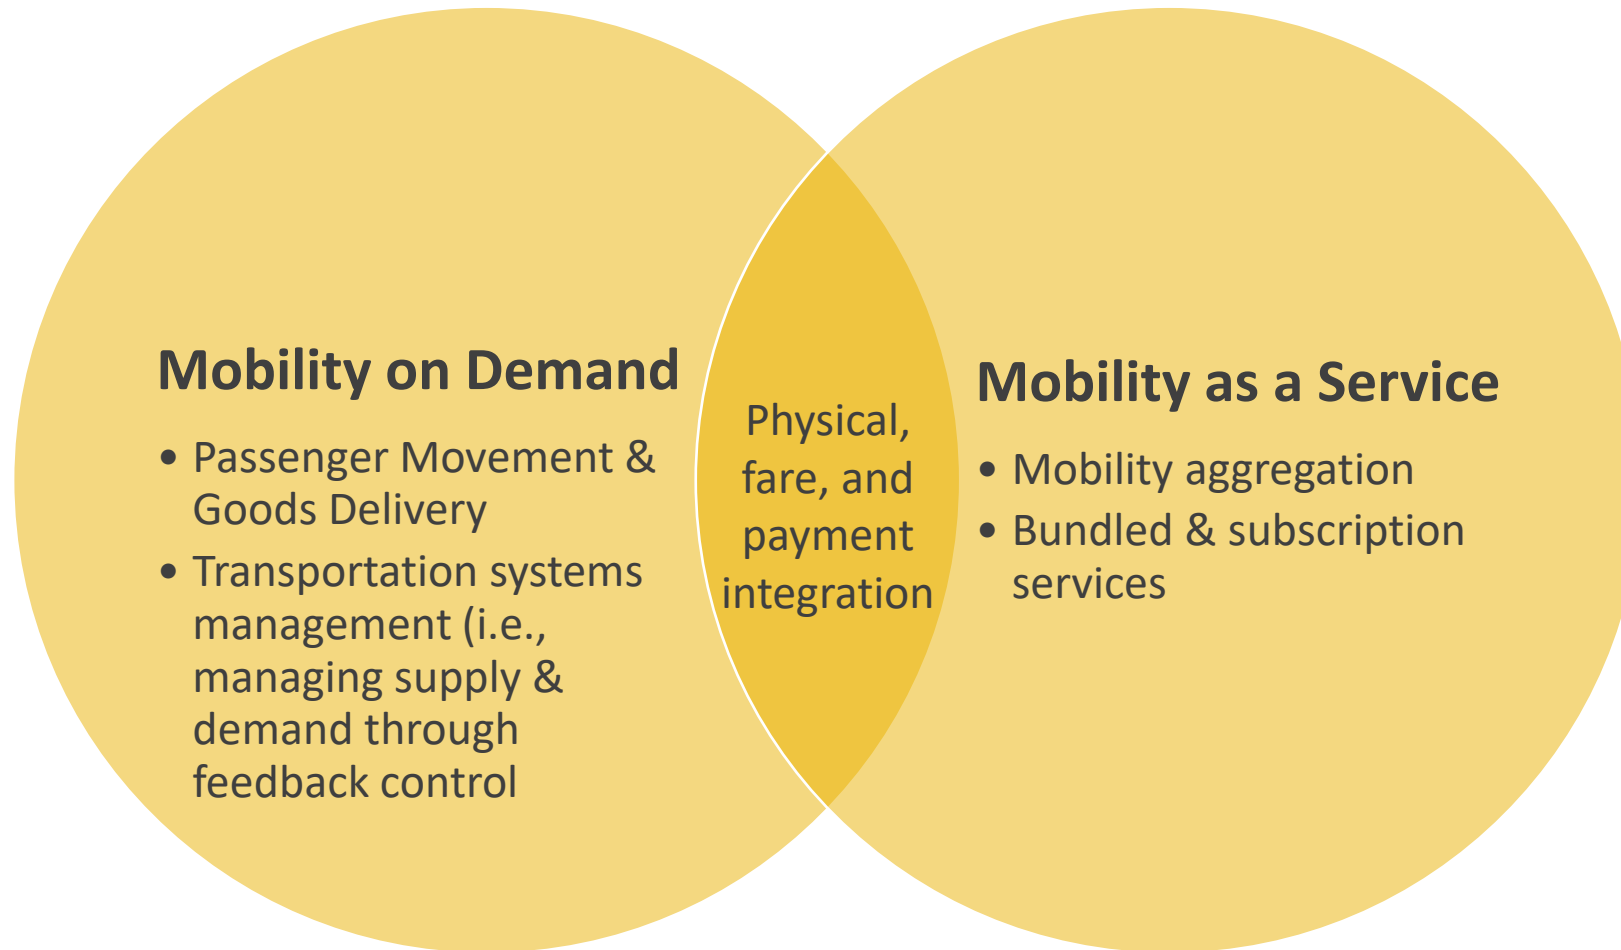 Mobility on Demand
• Passenger Movement &
Goods Delivery
• Transportation systems
management (i.e.,
managing supply &
demand through
feedback control
Physical,
fare, and
payment
integration
Mobility as a Service
• Mobility aggregation
• Bundled & subscription
services